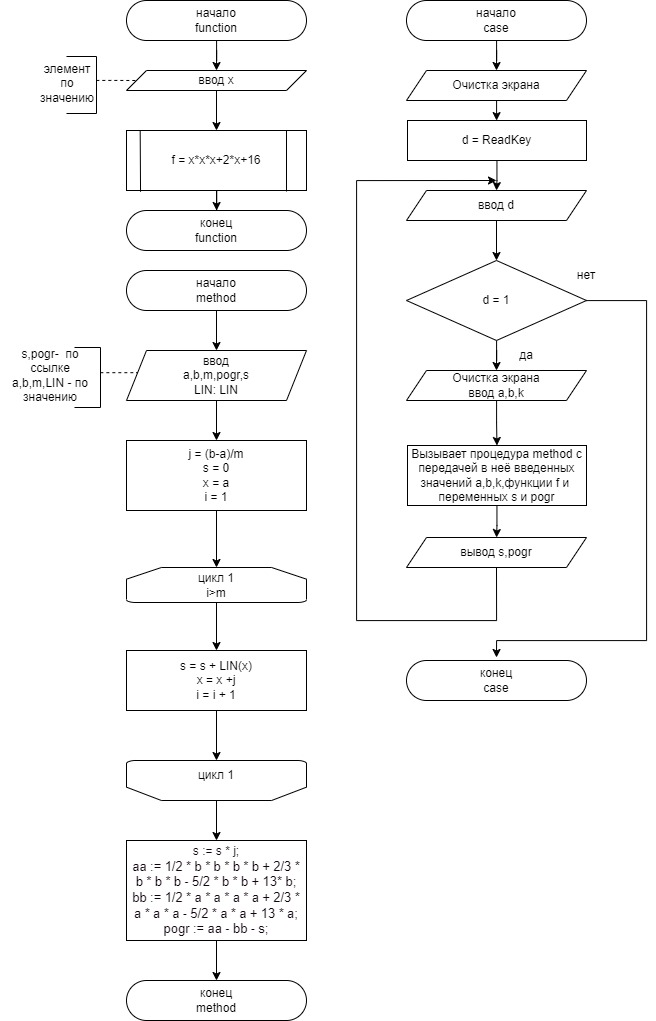 начало
function
элемент
по
значению
ввод x
f = x*x*x+2*x+16
конец
function
начало
method
s,pogr- по
ссылке
a,b,m,LIN - по
значению
ввод
a,b,m,pogr,s
LIN: LIN
j = (b-a)/m
s = 0
x = a
i = 1
цикл 1
i>m
s = s + LIN(x)
x = x +j
i = i + 1
цикл 1
s := s * j;
aa := 1/2 * b * b * b * b + 2/3 *
b * b * b - 5/2 * b * b + 13* b;
bb := 1/2 * a * a * a * a + 2/3 *
a * a * a - 5/2 * a * a + 13 * a;
pogr := aa - bb - s;
конец
method
начало
case
Очистка экрана
d = ReadKey
ввод d
d = 1
нет
да
Очистка экрана
ввод a,b,k
Вызывает процедура method с
передачей в неё введенных
значений a,b,k,функции f и
переменных s и pogr
вывод s,pogr
конец
case